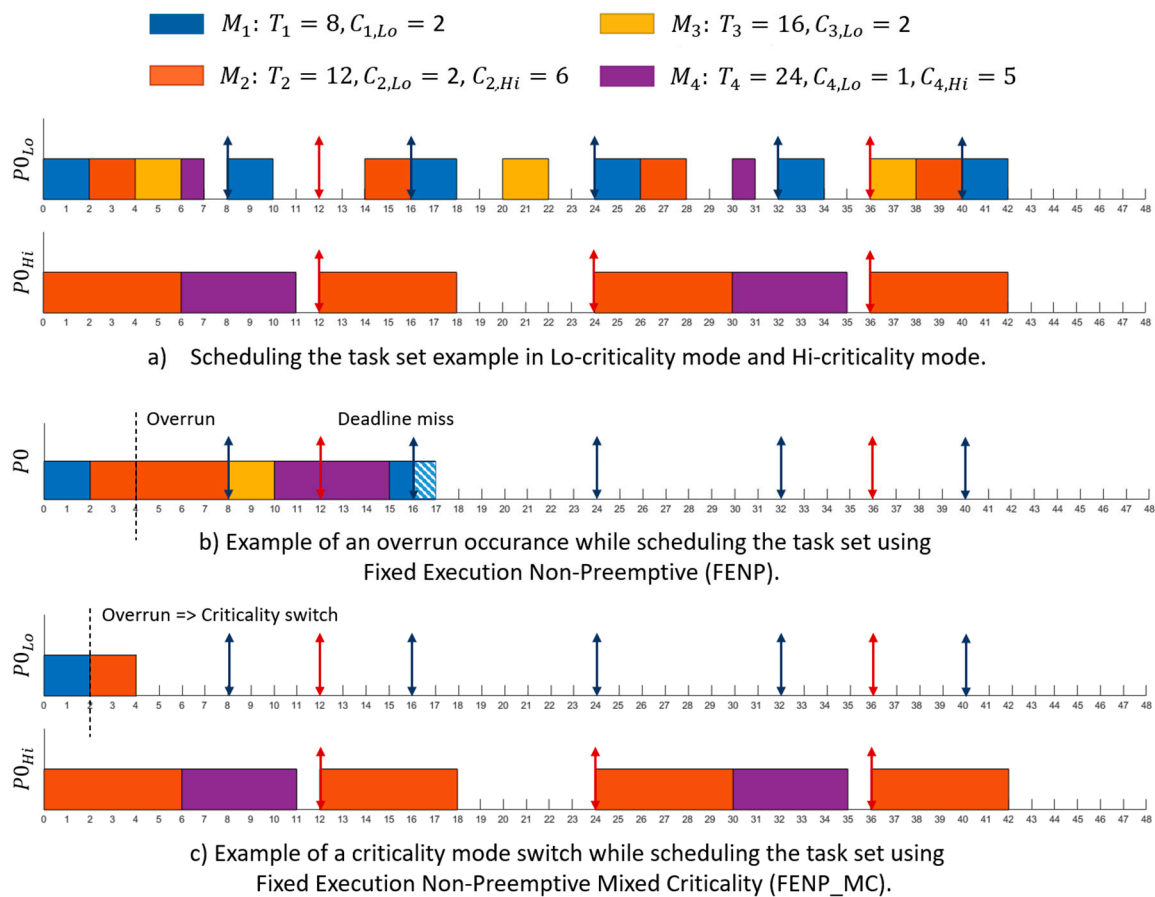 M₁: T₁ = 8, C₁,Lo = 2
M₃: T₃ = 16, C₃,Lo = 2
M₂: T₂ = 12, C₂,Lo = 2, C₂,Hi = 6
M₄: T₄ = 24, C₄,Lo = 1, C₄,Hi = 5
P0Lo
0 1 2 3 4 5 6 7 8 9 10 11 12 13 14 15 16 17 18 19 20 21 22 23 24 25 26 27 28 29 30 31 32 33 34 35 36 37 38 39 40 41 42 43 44 45 46 47 48
P0Hi
0 1 2 3 4 5 6 7 8 9 10 11 12 13 14 15 16 17 18 19 20 21 22 23 24 25 26 27 28 29 30 31 32 33 34 35 36 37 38 39 40 41 42 43 44 45 46 47 48
a) Scheduling the task set example in Lo-criticality mode and Hi-criticality mode.
Overrun
Deadline miss
P0
0 1 2 3 4 5 6 7 8 9 10 11 12 13 14 15 16 17 18 19 20 21 22 23 24 25 26 27 28 29 30 31 32 33 34 35 36 37 38 39 40 41 42 43 44 45 46 47 48
b) Example of an overrun occurance while scheduling the task set using
Fixed Execution Non-Preemptive (FENP).
Overrun => Criticality switch
P0Lo
0 1 2 3 4 5 6 7 8 9 10 11 12 13 14 15 16 17 18 19 20 21 22 23 24 25 26 27 28 29 30 31 32 33 34 35 36 37 38 39 40 41 42 43 44 45 46 47 48
P0Hi
0 1 2 3 4 5 6 7 8 9 10 11 12 13 14 15 16 17 18 19 20 21 22 23 24 25 26 27 28 29 30 31 32 33 34 35 36 37 38 39 40 41 42 43 44 45 46 47 48
c) Example of a criticality mode switch while scheduling the task set using
Fixed Execution Non-Preemptive Mixed Criticality (FENP_MC).